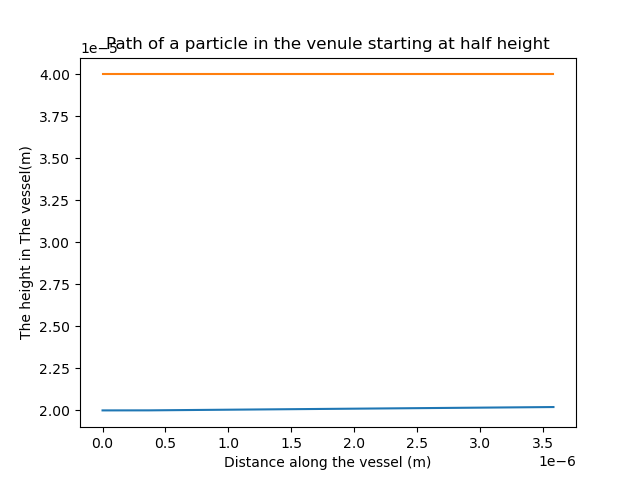 Path of a particle in the venule starting at half height
1e−5
4.00
3.75
3.50
3.25
3.00
2.75
2.50
2.25
2.00
The height in The vessel(m)
0.0 0.5 1.0 1.5 2.0 2.5 3.0 3.5
1e−6
Distance along the vessel (m)